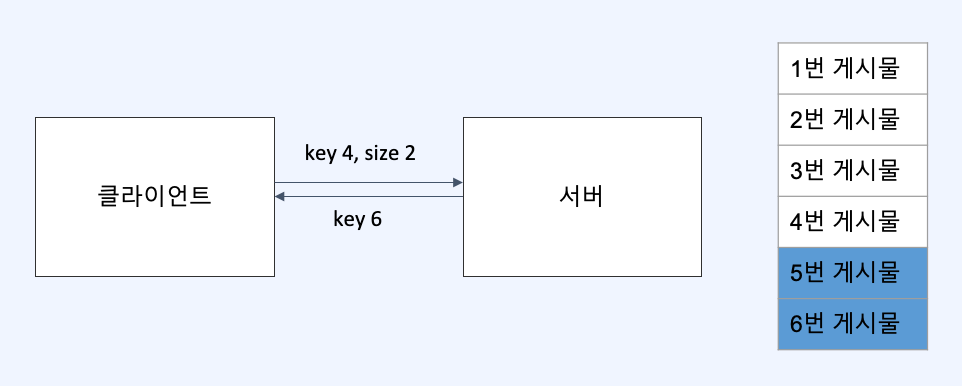 클라이언트
key 4, size 2
key 6
서버
1번 게시물
2번 게시물
3번 게시물
4번 게시물
5번 게시물
6번 게시물